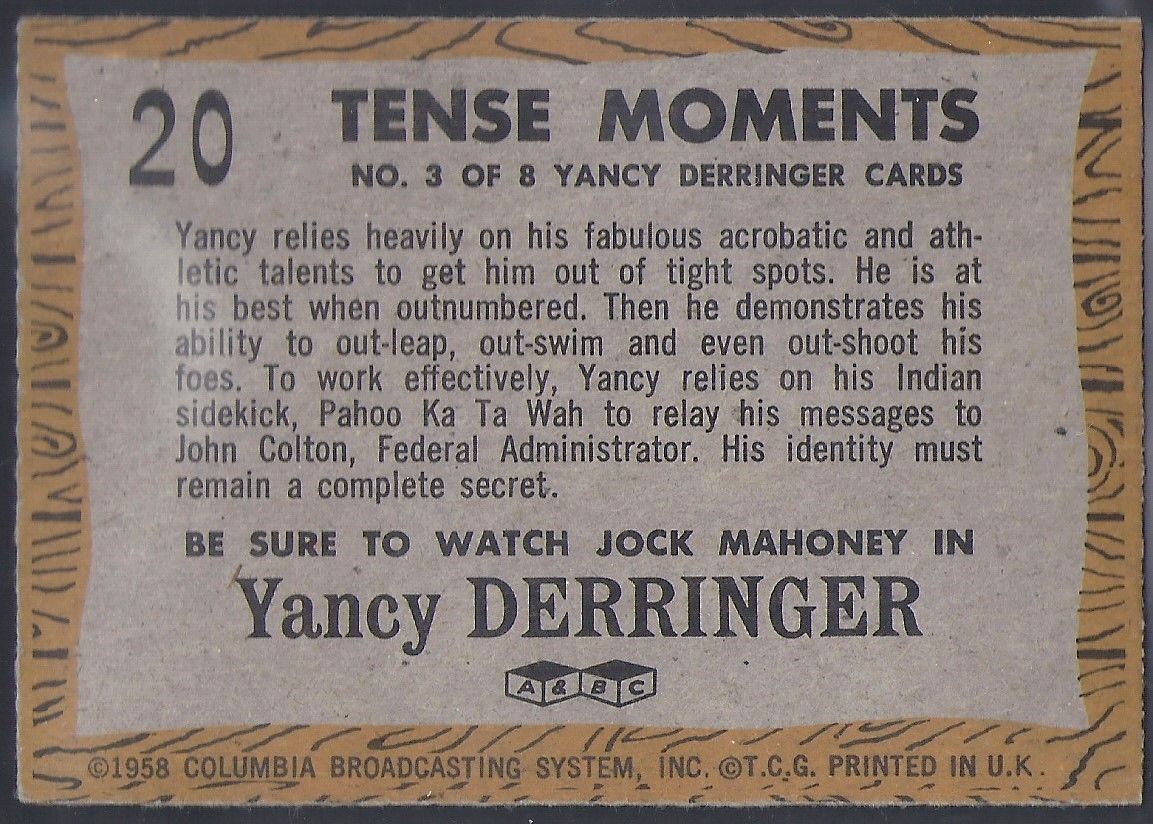 20
TENSE MOMENTS
NO. 3 OF 8 YANCY DERRINGER CARDS
Yancy relies heavily on his fabulous acrobatic and ath-
letic talents to get him out of tight spots. He is at
his best when outnumbered. Then he demonstrates his
ability to out-leap, out-swim and even out-shoot his
foes. To work effectively, Yancy relies on his Indian
sidekick, Pahoo Ka Ta Wah to relay his messages to
John Colton, Federal Administrator. His identity must
remain a complete secret.
BE SURE TO WATCH JOCK MAHONEY IN
Yancy DERRINGER
A & B C
©1958 COLUMBIA BROADCASTING SYSTEM, INC. ©T.C.G. PRINTED IN U.K.